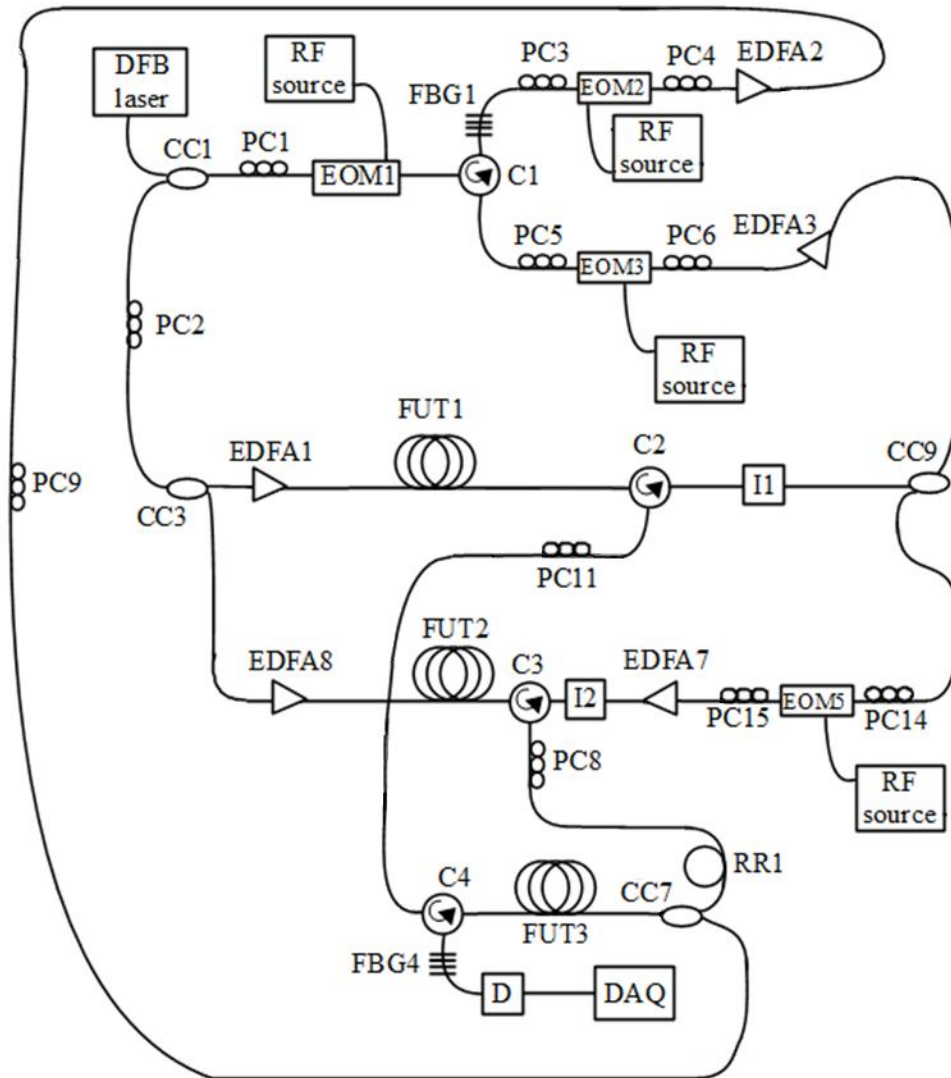 DFB
laser
RF
source
PC3
PC4
EDFA2
FBG1
EOM2
RF
source
CC1
PC1
EOM1
C1
PC5
PC6
EDFA3
EOM3
PC2
RF
source
FUT1
EDFA1
C2
CC9
PC9
I1
CC3
PC11
FUT2
EDFA8
C3
EDFA7
I2
EOM5
PC15
PC14
PC8
RF
source
RR1
C4
CC7
FUT3
FBG4
D
DAQ